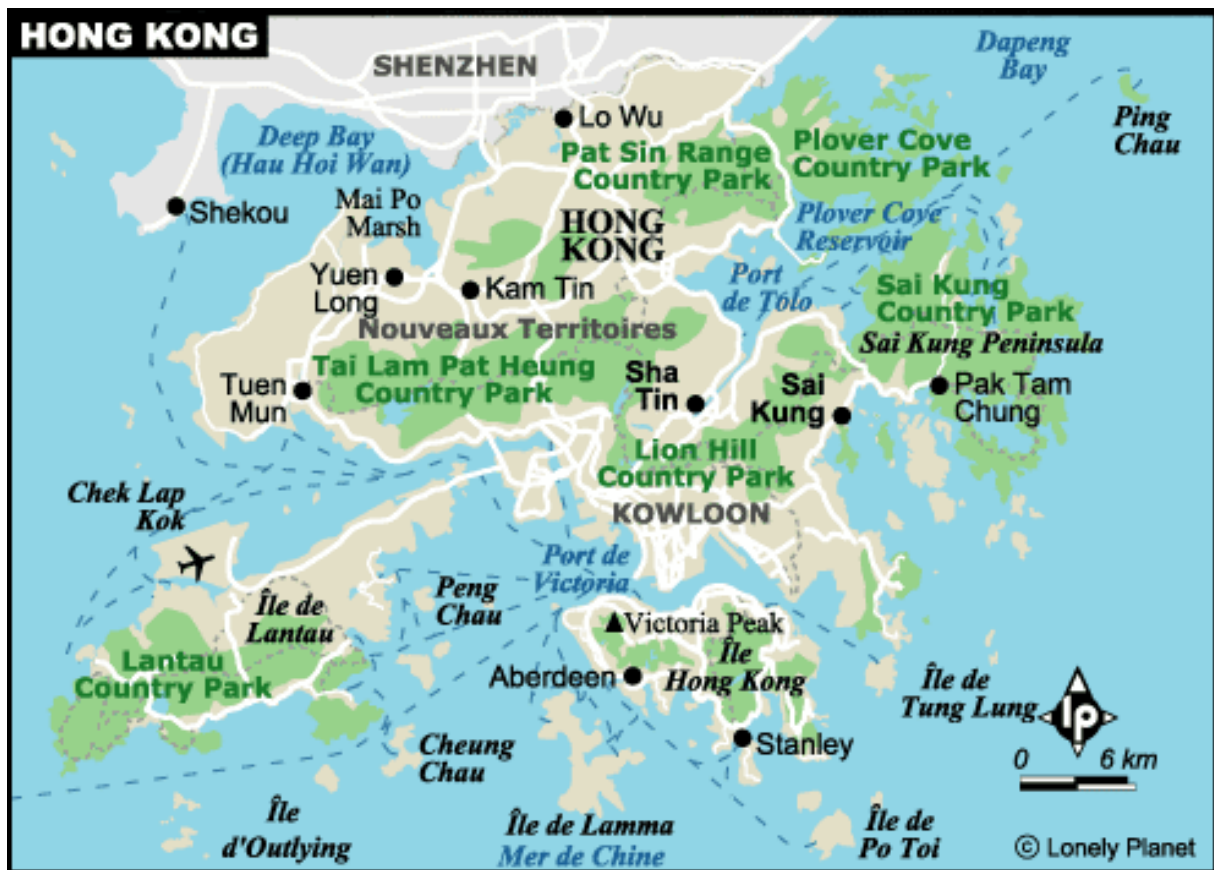 HONG KONG
SHENZHEN
Dapeng
Bay
Ping
Chau
Lo Wu
Deep Bay
(Hau Hoi Wan)
Pat Sin Range
Country Park
Plover Cove
Country Park
Shekou
Mai Po
Marsh
HONG
KONG
Plover Cove
Reservoir
Yuen
Long
Kam Tin
Port
de Tolo
Sai Kung
Country Park
Nouveaux Territoires
Sai Kung Peninsula
Tai Lam Pat Heung
Country Park
Tuen
Mun
Sha
Tin
Sai
Kung
Pak Tam
Chung
Lion Hill
Country Park
Chek Lap
Kok
KOWLOON
Port de
Victoria
Peng
Chau
Île de
Lantau
Victoria Peak
Lantau
Country Park
Aberdeen
Île
Hong Kong
Île de
Tung Lung
lp
Cheung
Chau
Stanley
0 6 km
Île
d'Outlying
Île de Lamma
Mer de Chine
Île de
Po Toi
© Lonely Planet